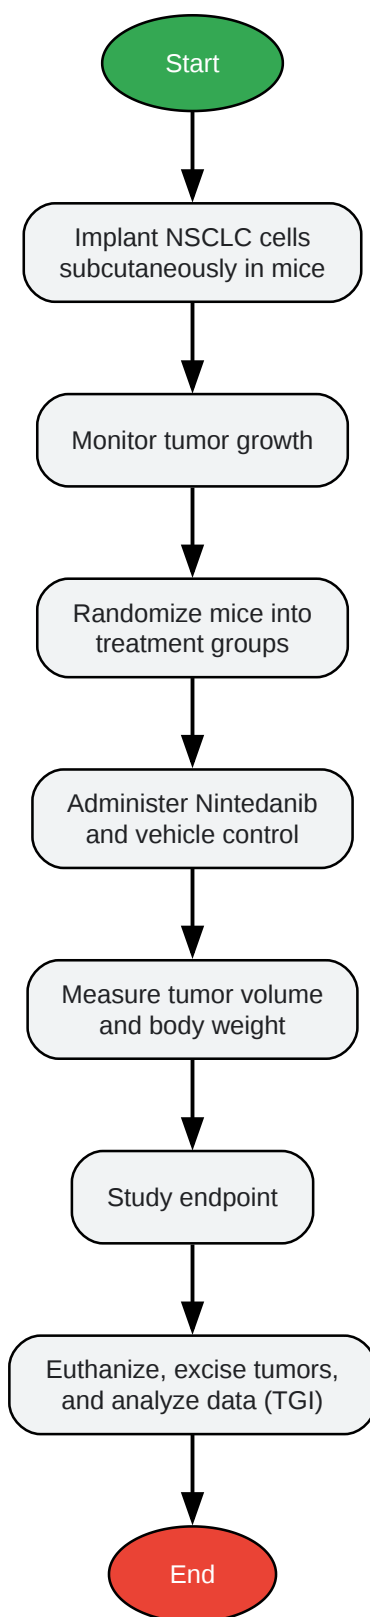 Start
Implant NSCLC cells
subcutaneously in mice
Monitor tumor growth
Randomize mice into
treatment groups
Administer Nintedanib
and vehicle control
Measure tumor volume
and body weight
Study endpoint
Euthanize, excise tumors,
and analyze data (TGI)
End